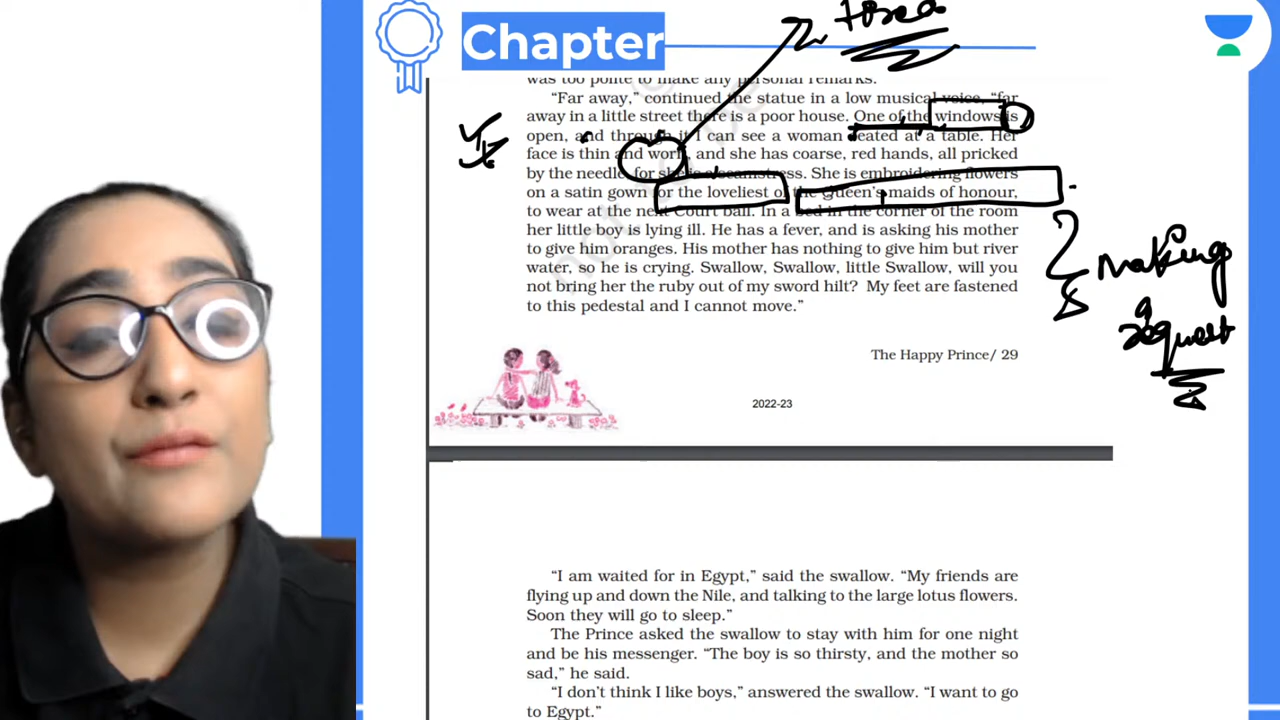 tired
Chapter
was too polite to make any personal remarks.
“Far away,” continued the statue in a low musical voice, “far
away in a little street there is a poor house. One of the windows is
open, and through it I can see a woman seated at a table. Her
face is thin and worn, and she has coarse, red hands, all pricked
by the needle, for she is a seamstress. She is embroidering flowers
on a satin gown for the loveliest of the Queen’s maids of honour,
to wear at the next Court ball. In a bed in the corner of the room
her little boy is lying ill. He has a fever, and is asking his mother
to give him oranges. His mother has nothing to give him but river
water, so he is crying. Swallow, Swallow, little Swallow, will you
not bring her the ruby out of my sword hilt? My feet are fastened
to this pedestal and I cannot move.”
making
request
The Happy Prince/ 29
2022-23
“I am waited for in Egypt,” said the swallow. “My friends are
flying up and down the Nile, and talking to the large lotus flowers.
Soon they will go to sleep.”
The Prince asked the swallow to stay with him for one night
and be his messenger. “The boy is so thirsty, and the mother so
sad,” he said.
“I don’t think I like boys,” answered the swallow. “I want to go
to Egypt.”